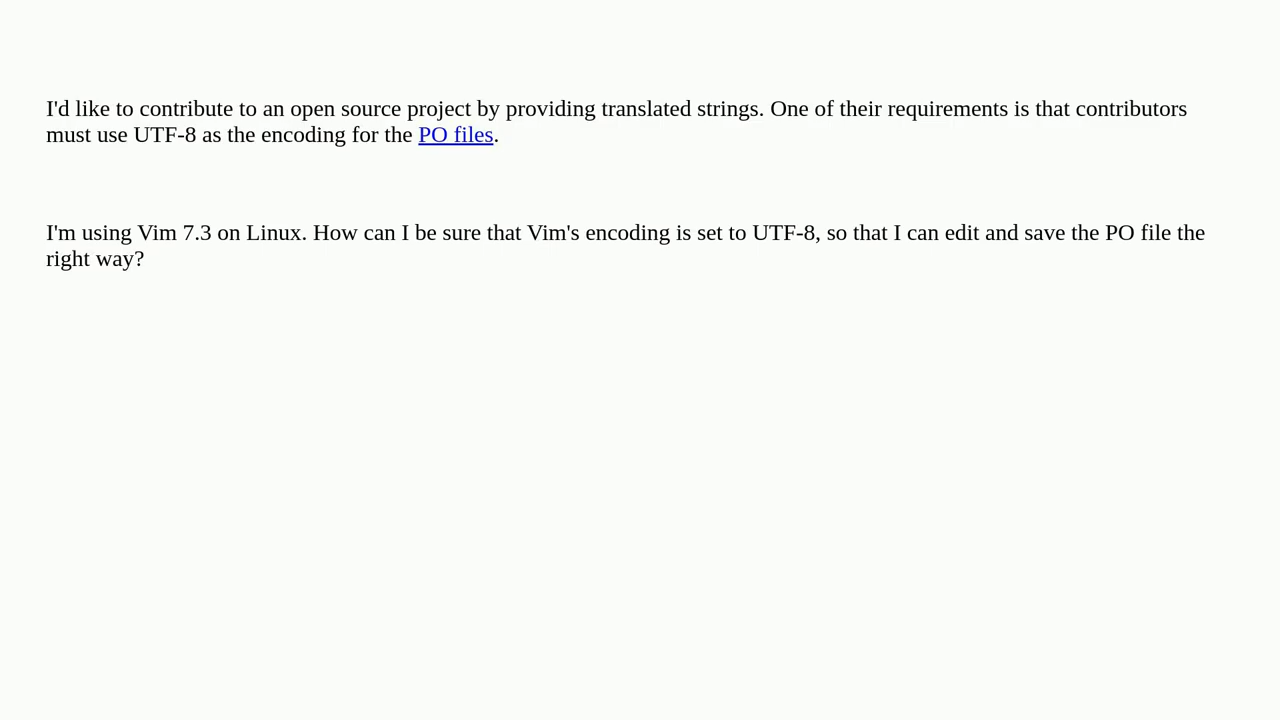 I'd like to contribute to an open source project by providing translated strings. One of their requirements is that contributors
must use UTF-8 as the encoding for the PO files.
I'm using Vim 7.3 on Linux. How can I be sure that Vim's encoding is set to UTF-8, so that I can edit and save the PO file the
right way?